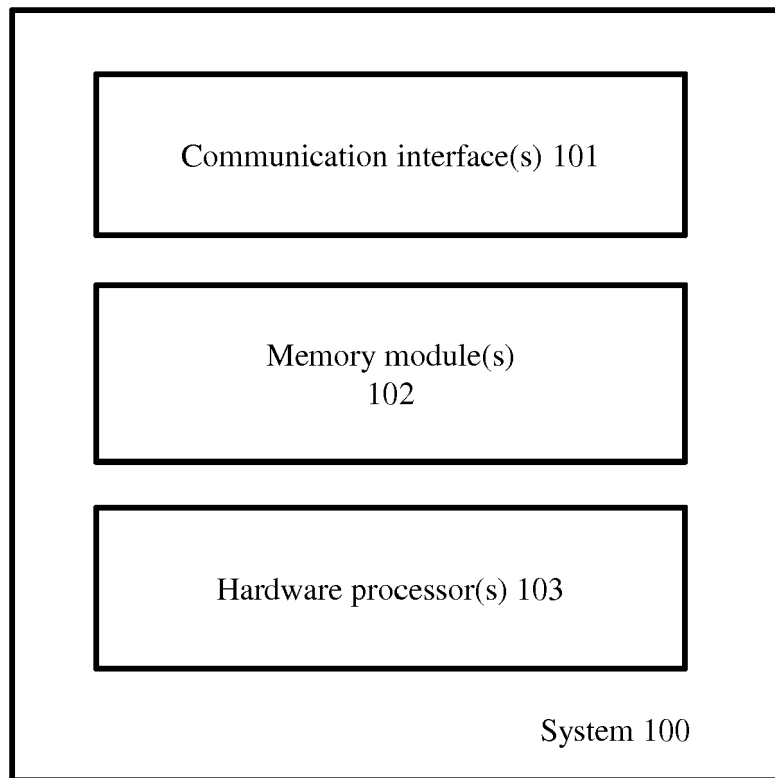 Communication interface(s) 101
Memory module(s)
102
Hardware processor(s) 103
System 100